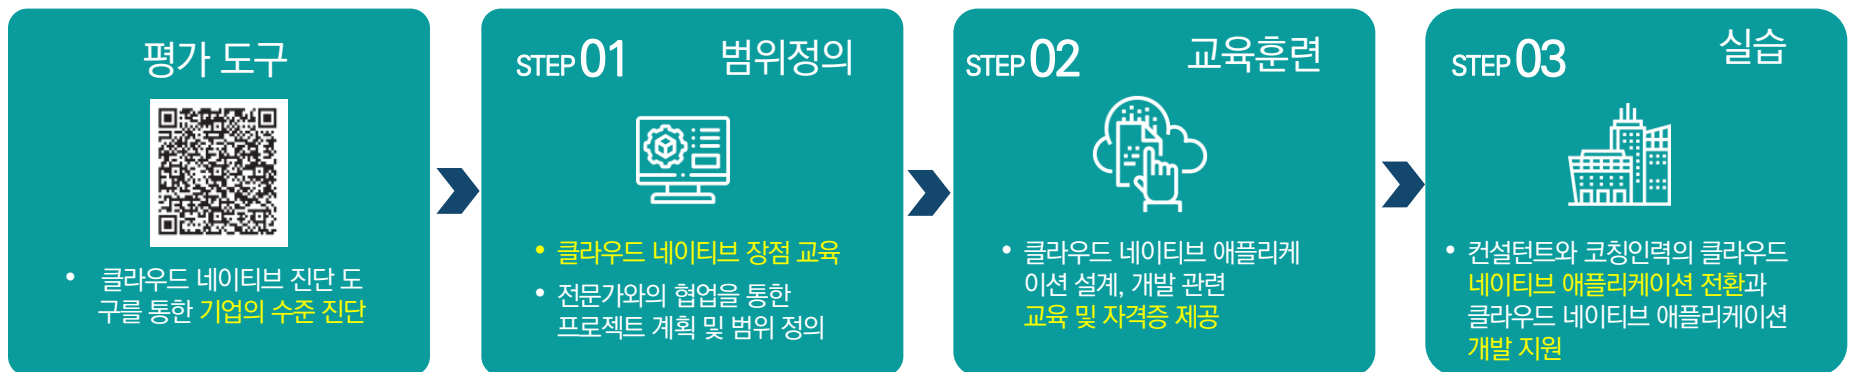 평가 도구
• 클라우드 네이티브 진단 도
구를 통한 기업의 수준 진단
STEP 01 범위정의
• 클라우드 네이티브 장점 교육
• 전문가와의 협업을 통한
프로젝트 계획 및 범위 정의
STEP 02 교육훈련
• 클라우드 네이티브 애플리케
이션 설계, 개발 관련
교육 및 자격증 제공
STEP 03 실습
• 컨설턴트와 코칭인력의 클라우드
네이티브 애플리케이션 전환과
클라우드 네이티브 애플리케이션
개발 지원